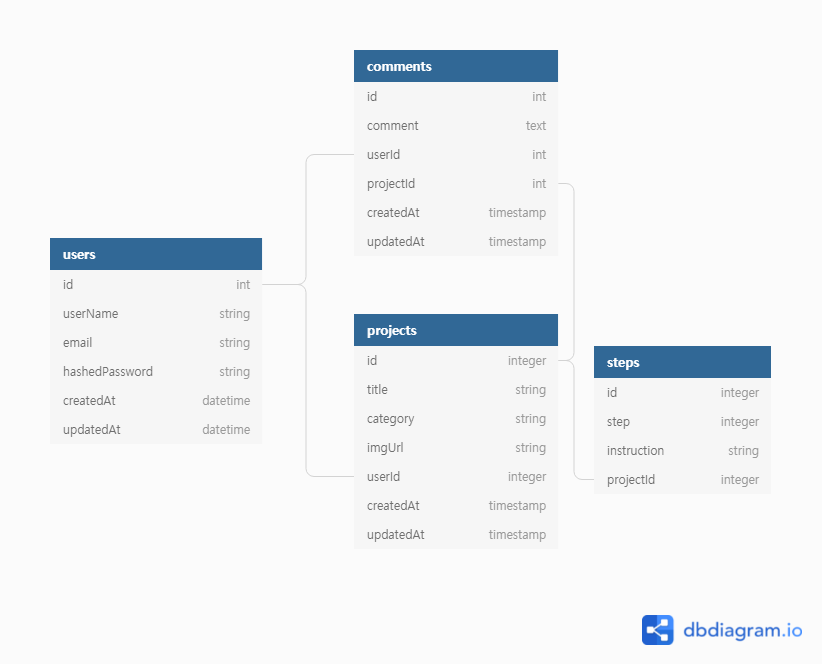 comments
id int
comment text
userId int
projectId int
createdAt timestamp
updatedAt timestamp
users
id int
userName string
email string
hashedPassword string
createdAt datetime
updatedAt datetime
projects
id integer
title string
category string
imgUrl string
userId integer
createdAt timestamp
updatedAt timestamp
steps
id integer
step integer
instruction string
projectId integer
dbdiagram.io